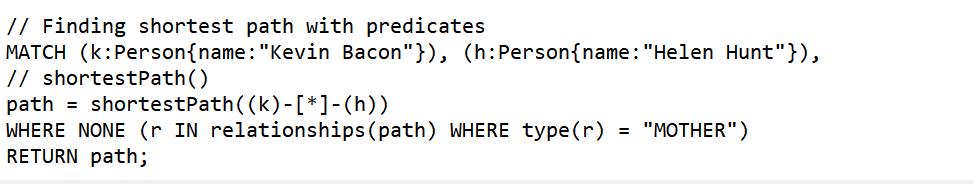 // Finding shortest path with predicates
MATCH (k:Person{name:"Kevin Bacon"}), (h:Person{name:"Helen Hunt"}),
// shortestPath()
path = shortestPath((k)-[*]-(h))
WHERE NONE (r IN relationships(path) WHERE type(r) = "MOTHER")
RETURN path;